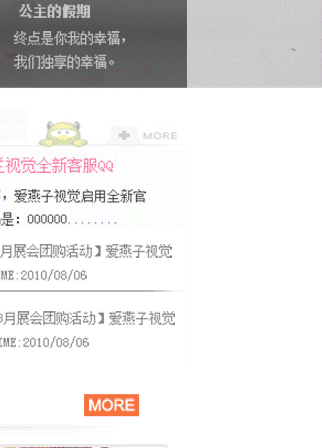 公主的假期
终点是你我的幸福，
我们独享的幸福。
MORE
视觉全新客服QQ
，爱燕子视觉启用全新官
是：000000........
月展会团购活动】爱燕子视觉
IME:2010/08/06
8月展会团购活动】爱燕子视觉
IME:2010/08/06
MORE